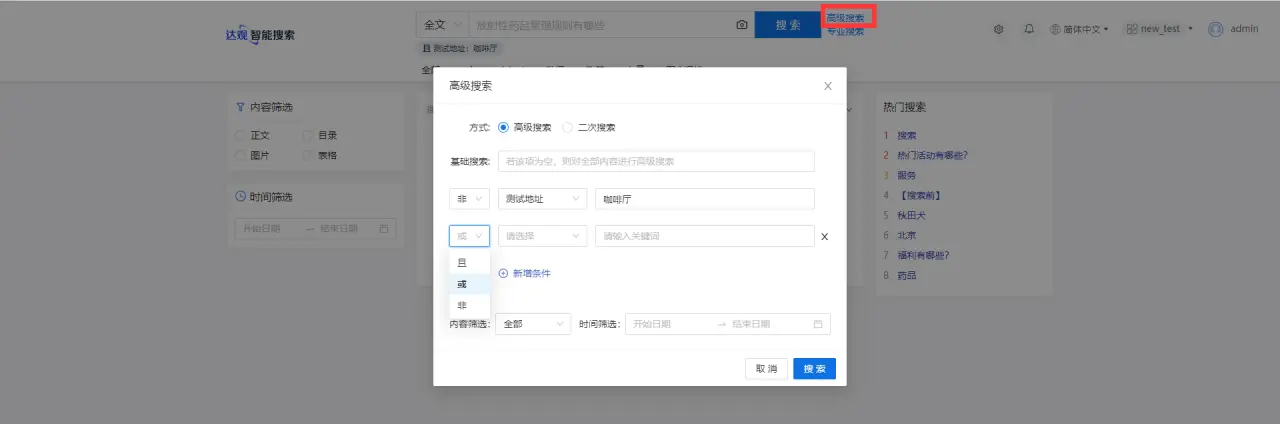 达观 智能搜索
全文
放射性药品管理规则有哪些
搜索
高级搜索
专业搜索
且 测试地址：咖啡厅
简体中文
new_test
admin
全部
内容筛选
正文
目录
图片
表格
时间筛选
开始日期 → 结束日期
高级搜索
方式: 高级搜索 二次搜索
基础搜索: 若该项为空，则对全部内容进行高级搜索
非 测试地址 咖啡厅
或 请选择 请输入关键词 X
且
或
非
新增条件
内容筛选: 全部 时间筛选: 开始日期 → 结束日期
取消 搜索
热门搜索
1 搜索
2 热门活动有哪些?
3 服务
4 【搜索前】
5 秋田犬
6 北京
7 福利有哪些?
8 药品